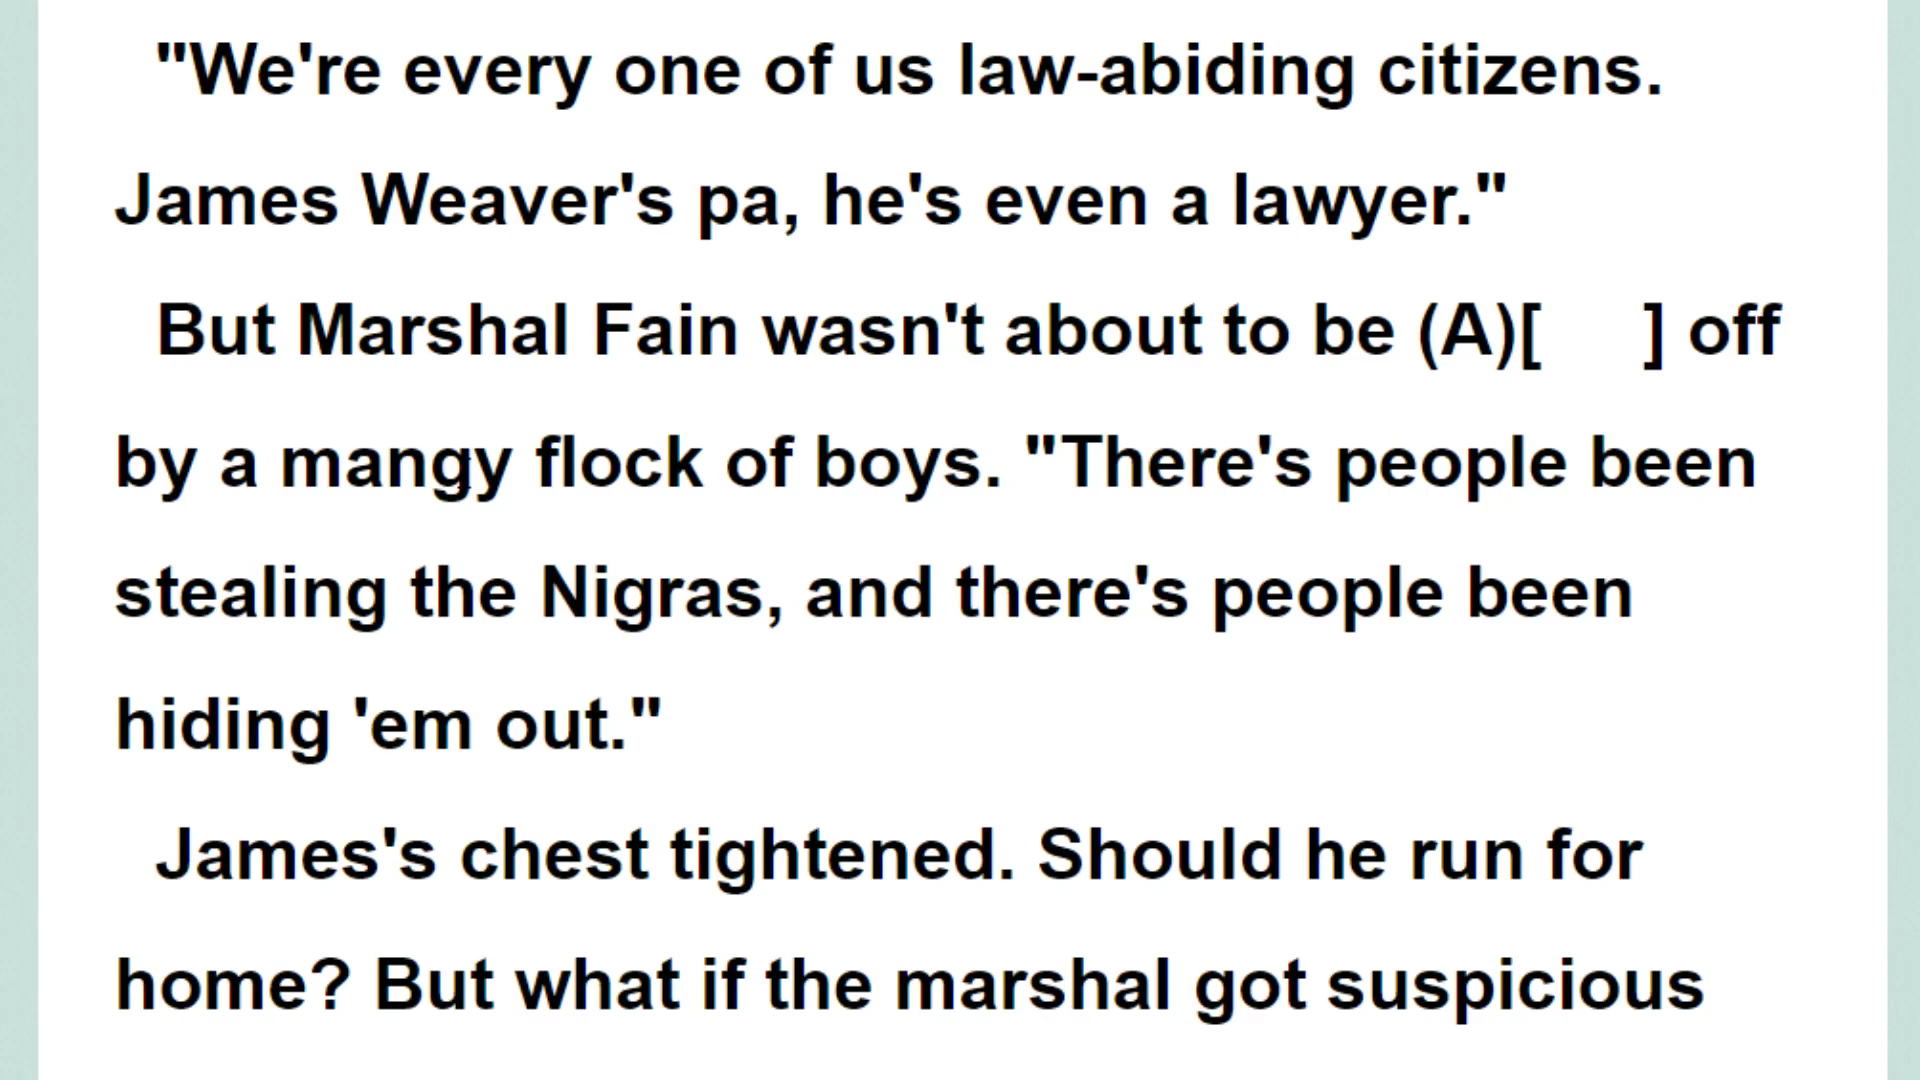 "We're every one of us law-abiding citizens.
James Weaver's pa, he's even a lawyer."
But Marshal Fain wasn't about to be (A)[     ] off
by a mangy flock of boys. "There's people been
stealing the Nigras, and there's people been
hiding 'em out."
James's chest tightened. Should he run for
home? But what if the marshal got suspicious